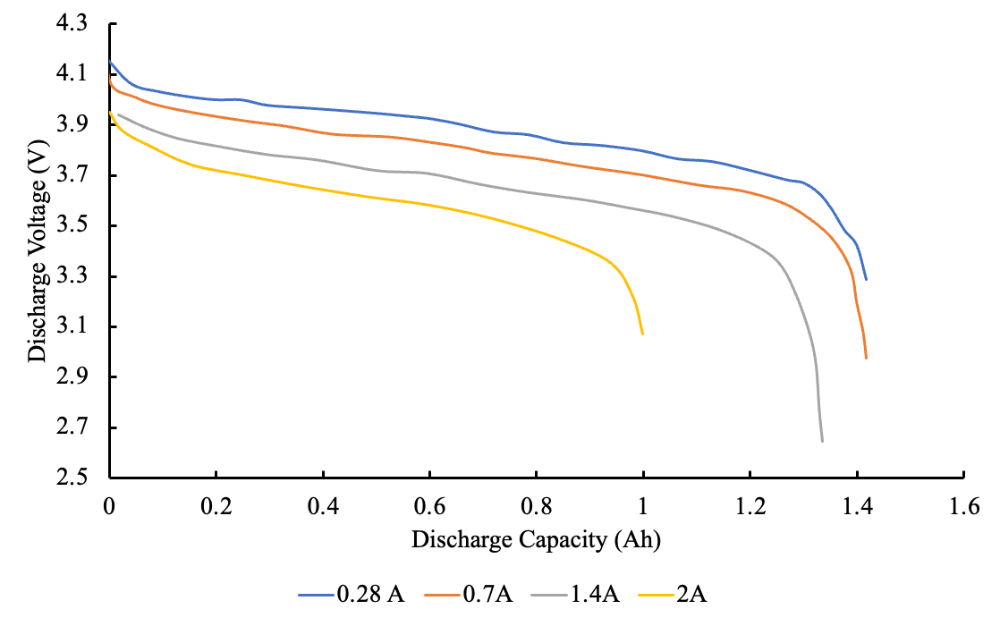 4.3
4.1
3.9
3.7
3.5
3.3
3.1
2.9
2.7
2.5
Discharge Voltage (V)
0 0.2 0.4 0.6 0.8 1 1.2 1.4 1.6
Discharge Capacity (Ah)
0.28 A 0.7A 1.4A 2A